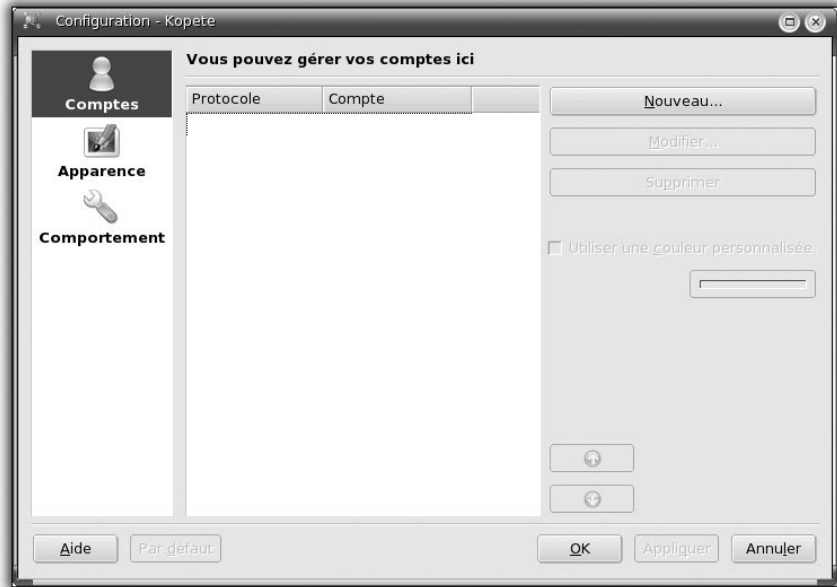 Configuration - Kopete
Comptes
Apparence
Comportement
Vous pouvez gérer vos comptes ici
Protocole Compte
Nouveau...
Modifier...
Supprimer
Utiliser une couleur personnalisée
Aide Par défaut OK Appliquer Annuler